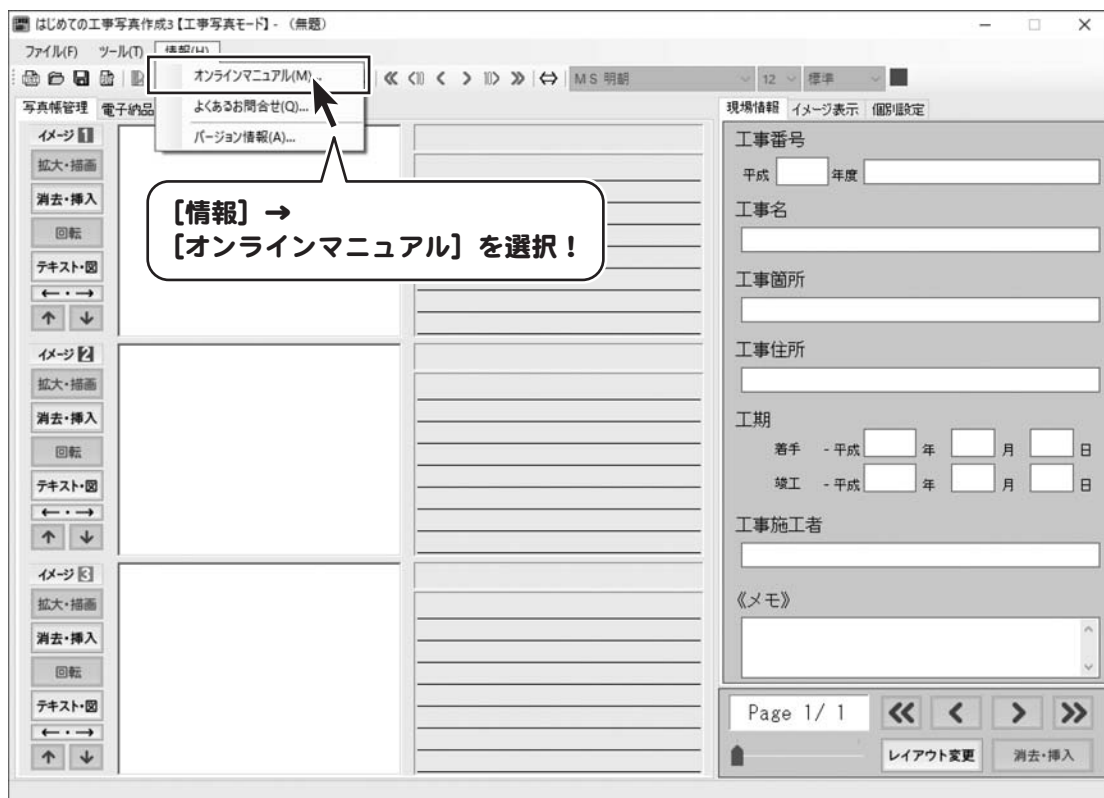 はじめての工事写真作成3【工事写真モード】-（無題）
ファイル(F) ツール(T) 情報(H)
オンラインマニュアル(M)...
よくあるお問合せ(Q)...
バージョン情報(A)...
ＭＳ 明朝 12 標準
写真帳管理 電子納品
現場情報 イメージ表示 個別設定
[情報] →
[オンラインマニュアル] を選択！
イメージ 1
拡大・描画
消去・挿入
回転
テキスト・図
←・→
↑ ↓
イメージ 2
拡大・描画
消去・挿入
回転
テキスト・図
←・→
↑ ↓
イメージ 3
拡大・描画
消去・挿入
回転
テキスト・図
←・→
↑ ↓
工事番号
平成 年度
工事名
工事箇所
工事住所
工期
着手 -平成 年 月 日
竣工 -平成 年 月 日
工事施工者
《メモ》
Page 1/ 1
レイアウト変更 消去・挿入